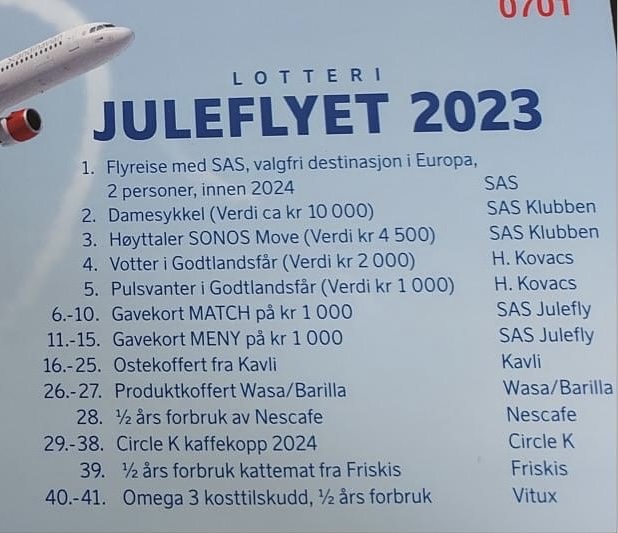 0701
Scandinavian
LOTTERI
JULEFLYET 2023
1. Flyreise med SAS, valgfri destinasjon i Europa,
2 personer, innen 2024 SAS
2. Damesykkel (Verdi ca kr 10 000) SAS Klubben
3. Høyttaler SONOS Move (Verdi kr 4 500) SAS Klubben
4. Votter i Godtlandsfår (Verdi kr 2 000) H. Kovacs
5. Pulsvanter i Godtlandsfår (Verdi kr 1 000) H. Kovacs
6.-10. Gavekort MATCH på kr 1 000 SAS Julefly
11.-15. Gavekort MENY på kr 1 000 SAS Julefly
16.-25. Ostekoffert fra Kavli Kavli
26.-27. Produktkoffert Wasa/Barilla Wasa/Barilla
28. ½ års forbruk av Nescafe Nescafe
29.-38. Circle K kaffekopp 2024 Circle K
39. ½ års forbruk kattemat fra Friskis Friskis
40.-41. Omega 3 kosttilskudd, ½ års forbruk Vitux